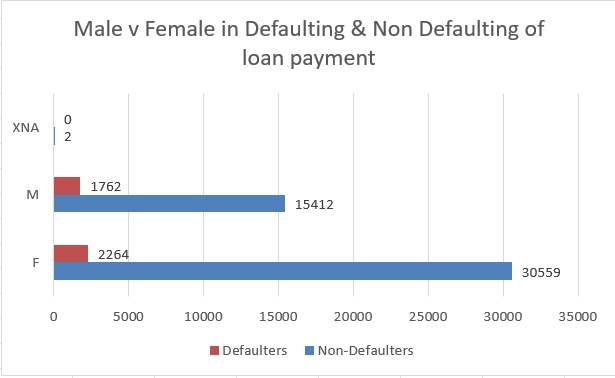 Male v Female in Defaulting & Non Defaulting of
loan payment
XNA
0
2
M
1762
15412
F
2264
30559
0 5000 10000 15000 20000 25000 30000 35000
Defaulters Non-Defaulters